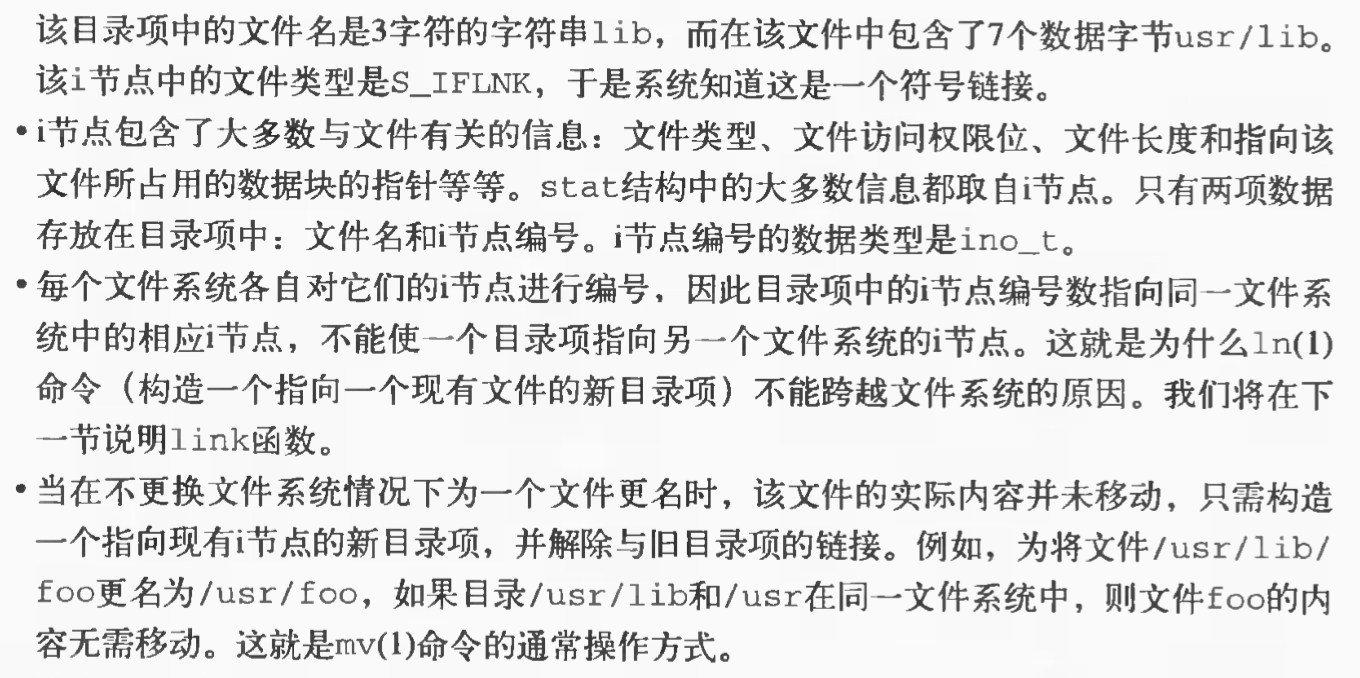 该目录项中的文件名是3字符的字符串lib，而在该文件中包含了7个数据字节usr/lib。
该i节点中的文件类型是S_IFLNK，于是系统知道这是一个符号链接。
•i节点包含了大多数与文件有关的信息：文件类型、文件访问权限位、文件长度和指向该
文件所占用的数据块的指针等等。stat结构中的大多数信息都取自i节点。只有两项数据
存放在目录项中：文件名和i节点编号。i节点编号的数据类型是ino_t。
•每个文件系统各自对它们的i节点进行编号，因此目录项中的i节点编号数指向同一文件系
统中的相应i节点，不能使一个目录项指向另一个文件系统的i节点。这就是为什么ln(1)
命令（构造一个指向一个现有文件的新目录项）不能跨越文件系统的原因。我们将在下
一节说明link函数。
•当在不更换文件系统情况下为一个文件更名时，该文件的实际内容并未移动，只需构造
一个指向现有i节点的新目录项，并解除与旧目录项的链接。例如，为将文件/usr/lib/
foo更名为/usr/foo，如果目录/usr/lib和/usr在同一文件系统中，则文件foo的内
容无需移动。这就是mv(1)命令的通常操作方式。